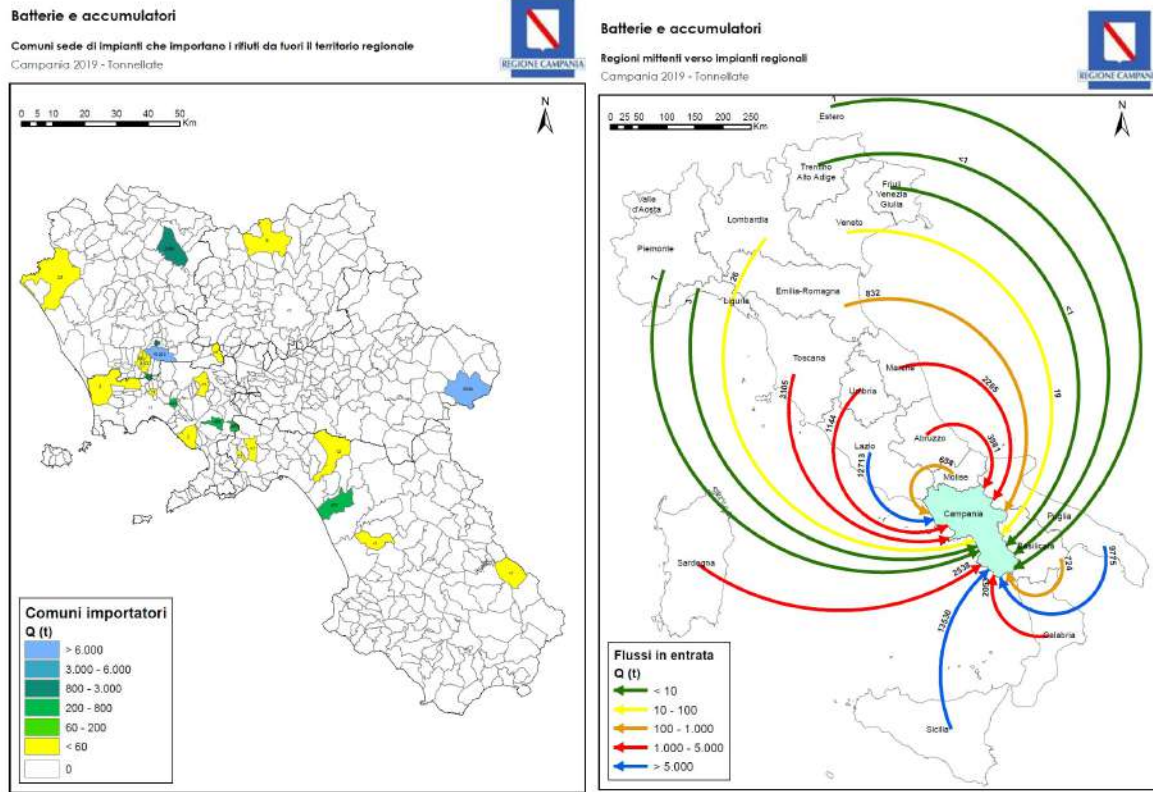 Batterie e accumulatori
Comuni sede di impianti che importano i rifiuti da fuori il territorio regionale
Campania 2019 - Tonnellate
REGIONE CAMPANIA
0 5 10 20 30 40 50
Km
N
Comuni importatori
Q (t)
> 6.000
3.000 - 6.000
800 - 3.000
200 - 800
60 - 200
< 60
0
Batterie e accumulatori
Regioni mittenti verso impianti regionali
Campania 2019 - Tonnellate
REGIONE CAMPANIA
0 25 50 100 150 200 250
Km
N
Estero
Trentino
Alto Adige
Friuli
Venezia
Giulia
Valle
d'Aosta
Lombardia
Veneto
Piemonte
7
3
26
Liguria
Emilia-Romagna
832
<1
19
Toscana
3105
Marche
2265
Umbria
1144
Lazio
12713
Abruzzo
3981
Molise
Campania
Puglia
Basilicata
724
9775
Sardegna
2538
Calabria
13530
Sicilia
Flussi in entrata
Q (t)
< 10
10 - 100
100 - 1.000
1.000 - 5.000
> 5.000